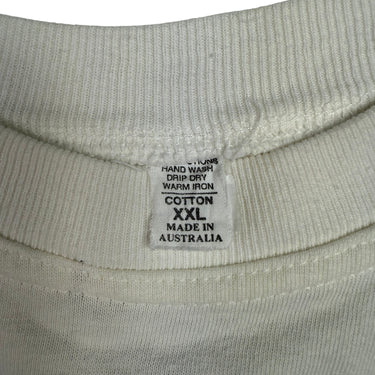 HAND WASH
DRIP DRY
WARM IRON
COTTON
XXL
MADE IN
AUSTRALIA